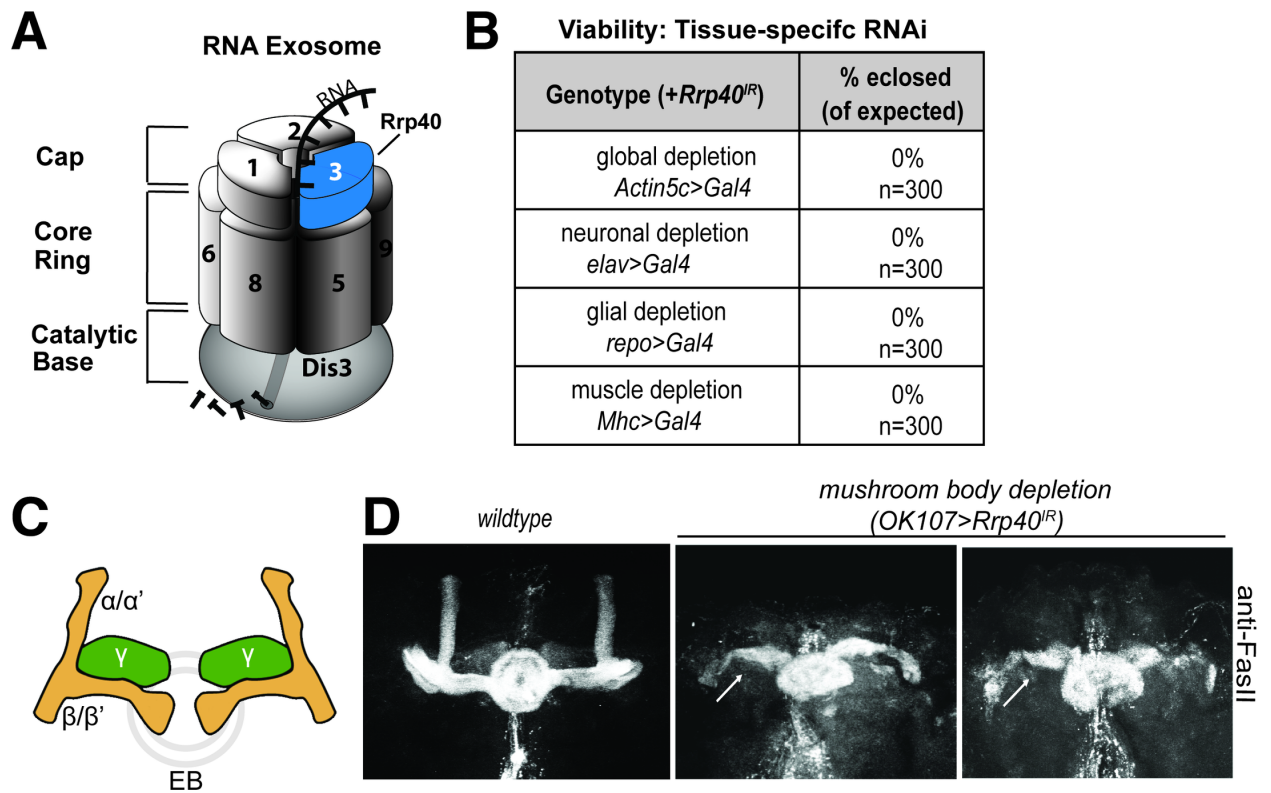 A
RNA Exosome
RNA
Rrp40
2
1
3
Cap
Core
Ring
6
9
8
5
Catalytic
Base
Dis3
B
Viability: Tissue-specifc RNAi
Genotype (+Rrp40ᴵᴿ)
% eclosed
(of expected)
global depletion
Actin5c>Gal4
0%
n=300
neuronal depletion
elav>Gal4
0%
n=300
glial depletion
repo>Gal4
0%
n=300
muscle depletion
Mhc>Gal4
0%
n=300
C
α/α’
γ
γ
β/β’
EB
D
wildtype
mushroom body depletion
(OK107>Rrp40ᴵᴿ)
anti-FasII